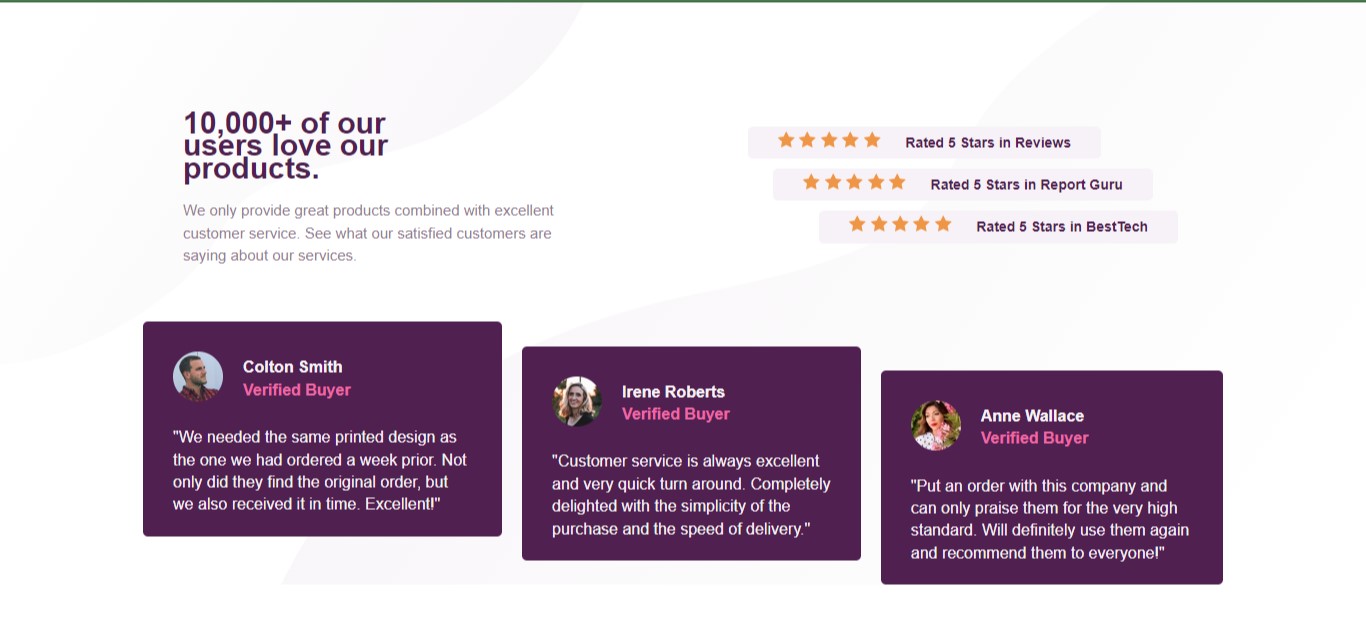 10,000+ of our
users love our
products.
We only provide great products combined with excellent
customer service. See what our satisfied customers are
saying about our services.
Rated 5 Stars in Reviews
Rated 5 Stars in Report Guru
Rated 5 Stars in BestTech
Colton Smith
Verified Buyer
"We needed the same printed design as
the one we had ordered a week prior. Not
only did they find the original order, but
we also received it in time. Excellent!"
Irene Roberts
Verified Buyer
"Customer service is always excellent
and very quick turn around. Completely
delighted with the simplicity of the
purchase and the speed of delivery."
Anne Wallace
Verified Buyer
"Put an order with this company and
can only praise them for the very high
standard. Will definitely use them again
and recommend them to everyone!"